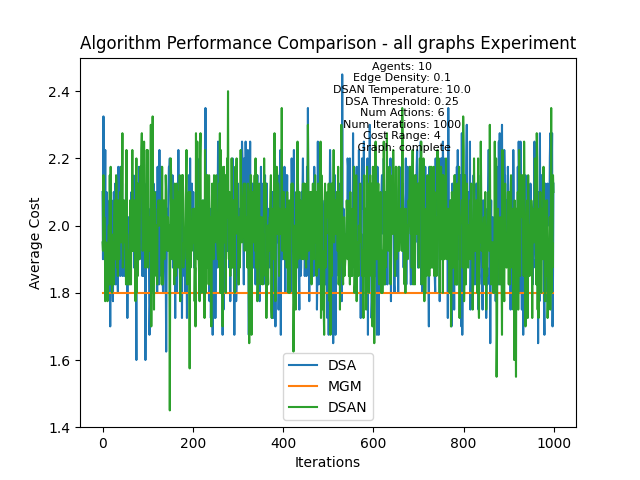 Algorithm Performance Comparison - all graphs Experiment
Agents: 10
Edge Density: 0.1
DSAN Temperature: 10.0
DSA Threshold: 0.25
Num Actions: 6
Num Iterations: 1000
Cost Range: 4
Graph: complete
2.4
2.2
2.0
1.8
1.6
1.4
Average Cost
DSA
MGM
DSAN
0
200
400
600
800
1000
Iterations